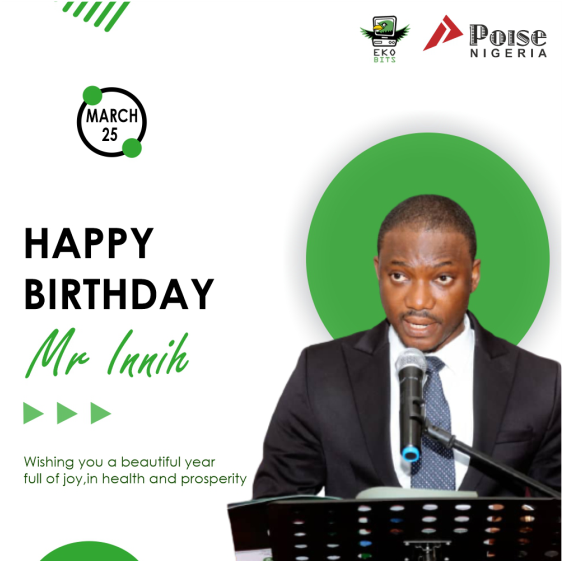 EKO
BITS
Poise
NIGERIA
MARCH
25
HAPPY
BIRTHDAY
Mr Innih
Wishing you a beautiful year
full of joy,in health and prosperity